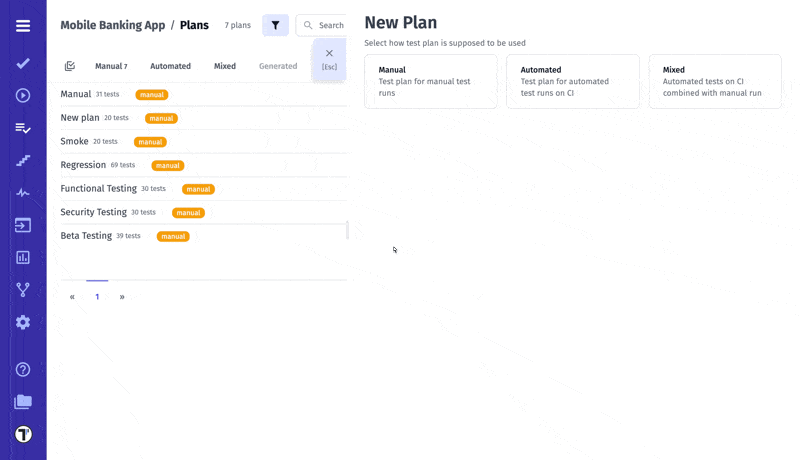 Mobile Banking App / Plans 7 plans Search
Manual 7 Automated Mixed Generated
[Esc]
Manual 31 tests manual
New plan 20 tests manual
Smoke 20 tests manual
Regression 69 tests manual
Functional Testing 30 tests manual
Security Testing 30 tests manual
Beta Testing 39 tests manual
« 1 »
New Plan
Select how test plan is supposed to be used
Manual
Test plan for manual test
runs
Automated
Test plan for automated
test runs on CI
Mixed
Automated tests on CI
combined with manual run